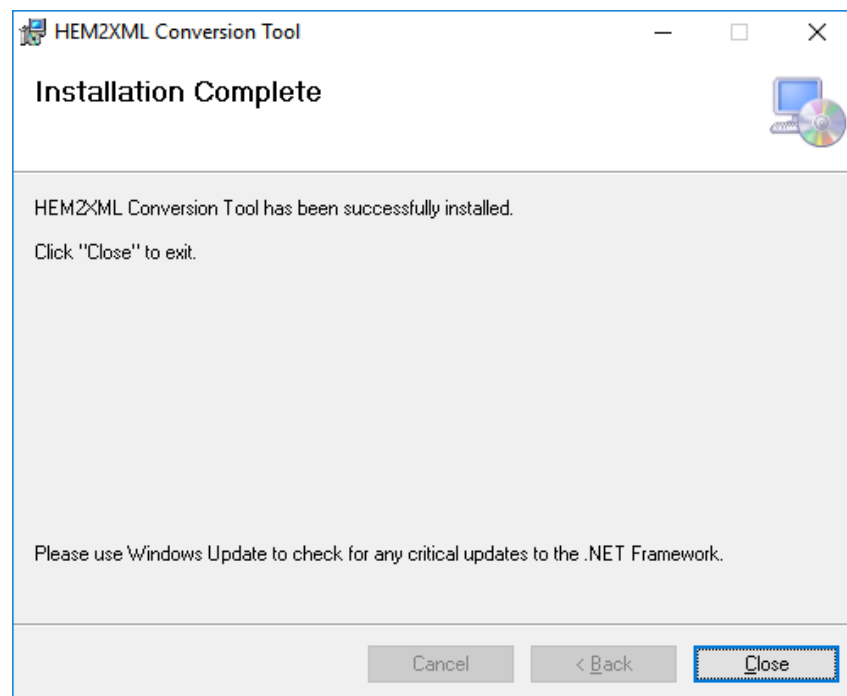 HEM2XML Conversion Tool
Installation Complete
HEM2XML Conversion Tool has been successfully installed.
Click "Close" to exit.
Please use Windows Update to check for any critical updates to the .NET Framework.
Cancel < Back Close